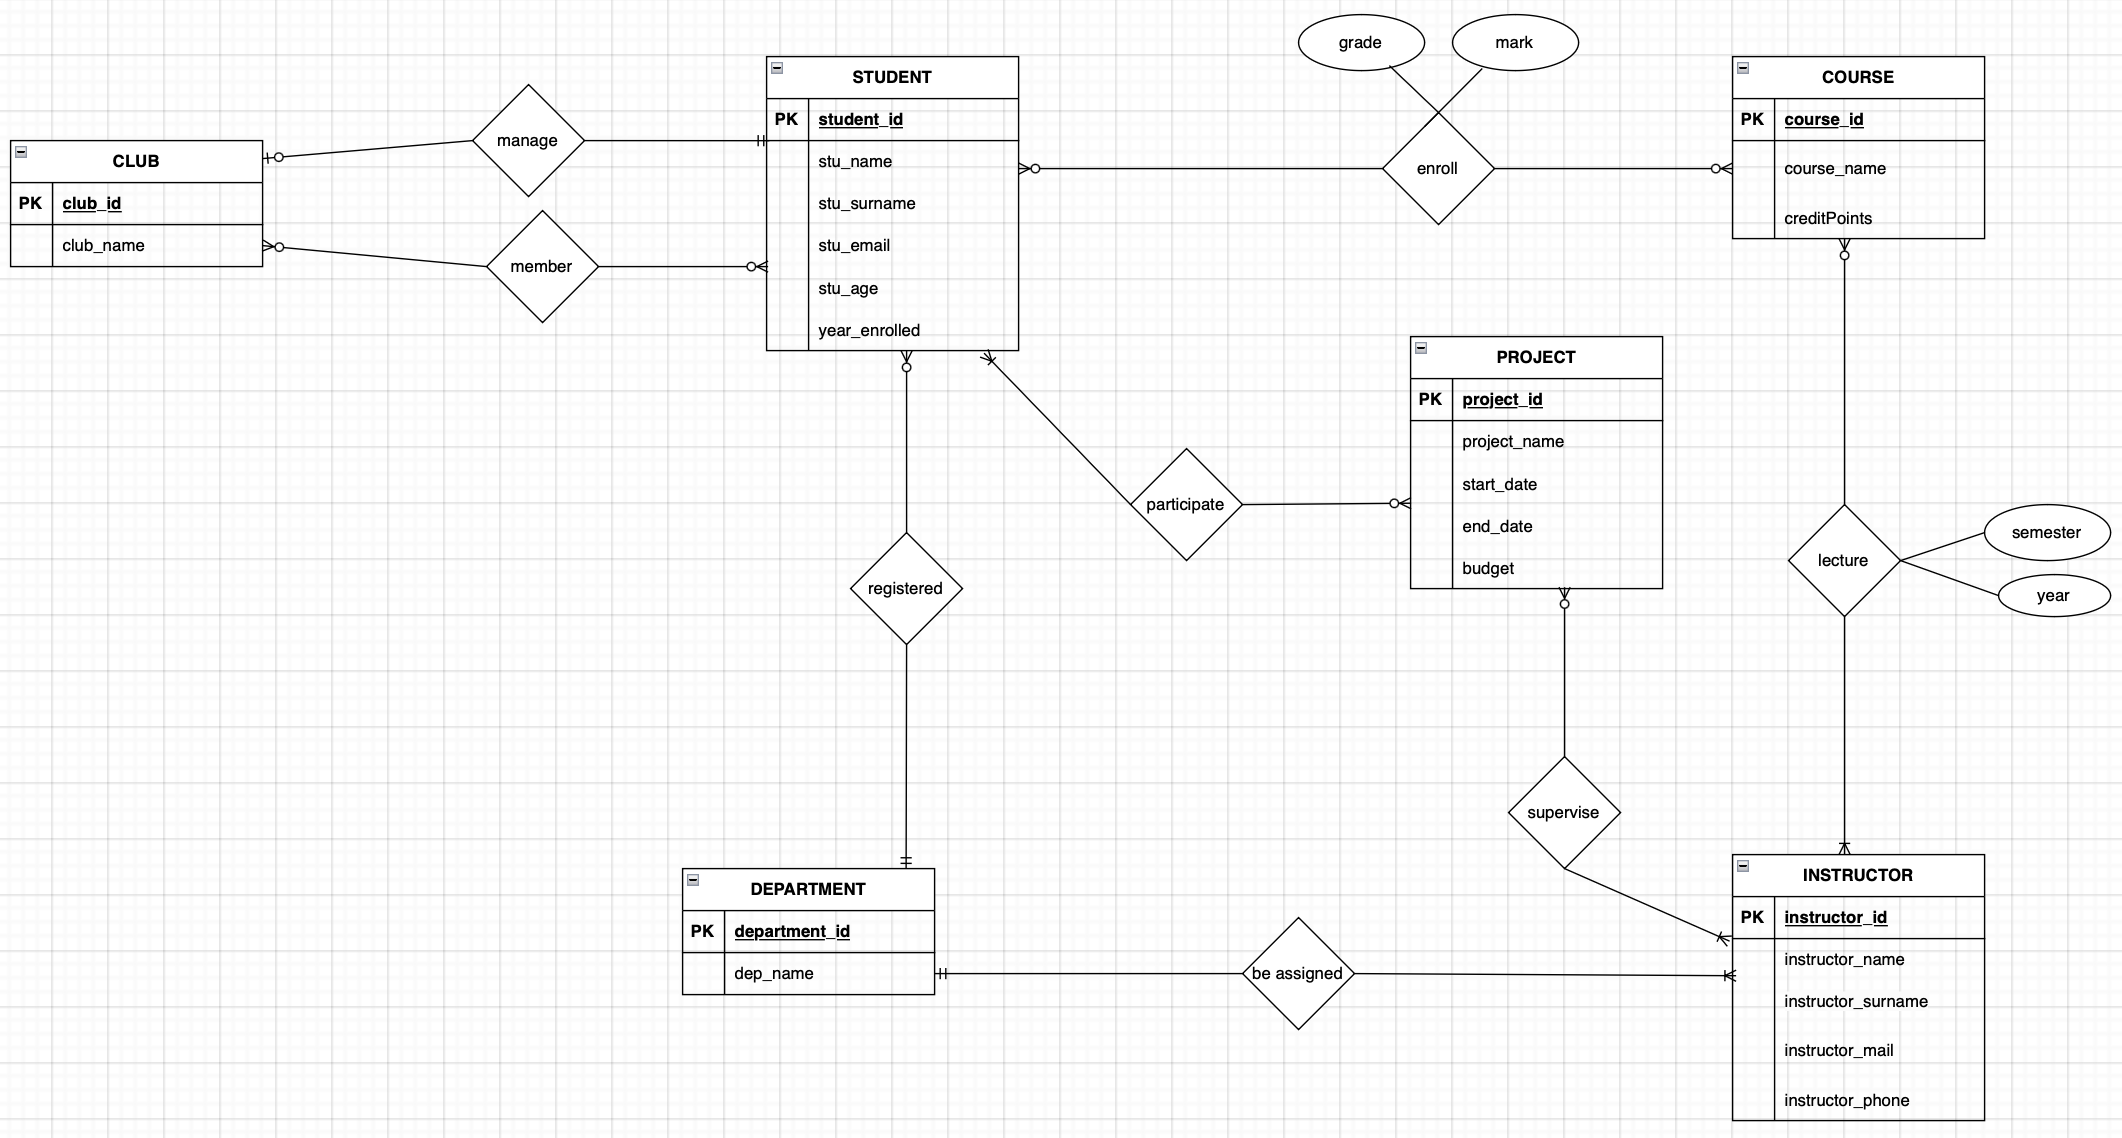 grade
mark
STUDENT
PK student_id
stu_name
stu_surname
stu_email
stu_age
year_enrolled
COURSE
PK course_id
course_name
creditPoints
manage
enroll
CLUB
PK club_id
club_name
member
PROJECT
PK project_id
project_name
start_date
end_date
budget
participate
registered
lecture
semester
year
supervise
DEPARTMENT
PK department_id
dep_name
be assigned
INSTRUCTOR
PK instructor_id
instructor_name
instructor_surname
instructor_mail
instructor_phone